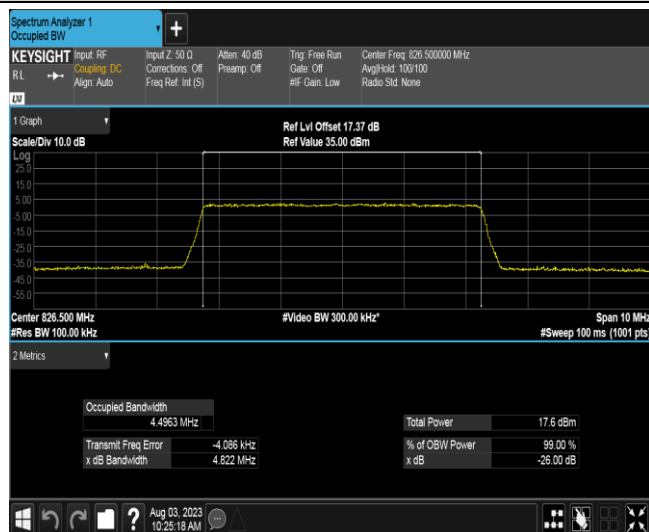 Spectrum Analyzer 1
Occupied BW
KEYSIGHT
RL
Input: RF
Coupling: DC
Align: Auto
Input Z: 50 Ω
Corrections: Off
Freq Ref: Int (S)
Atten: 40 dB
Preamp: Off
Trig: Free Run
Gate: Off
#IF Gain: Low
Center Freq: 826.500000 MHz
Avg|Hold: 100/100
Radio Std: None
LXI
1 Graph
Scale/Div 10.0 dB
Ref Lvl Offset 17.37 dB
Ref Value 35.00 dBm
Log
25.0
15.0
5.00
-5.00
-15.0
-25.0
-35.0
-45.0
-55.0
Center 826.500 MHz
#Res BW 100.00 kHz
#Video BW 300.00 kHz*
Span 10 MHz
#Sweep 100 ms (1001 pts)
2 Metrics
Occupied Bandwidth
4.4963 MHz
Transmit Freq Error -4.086 kHz
x dB Bandwidth 4.822 MHz
Total Power 17.6 dBm
% of OBW Power 99.00 %
x dB -26.00 dB
?
Aug 03, 2023
10:25:18 AM